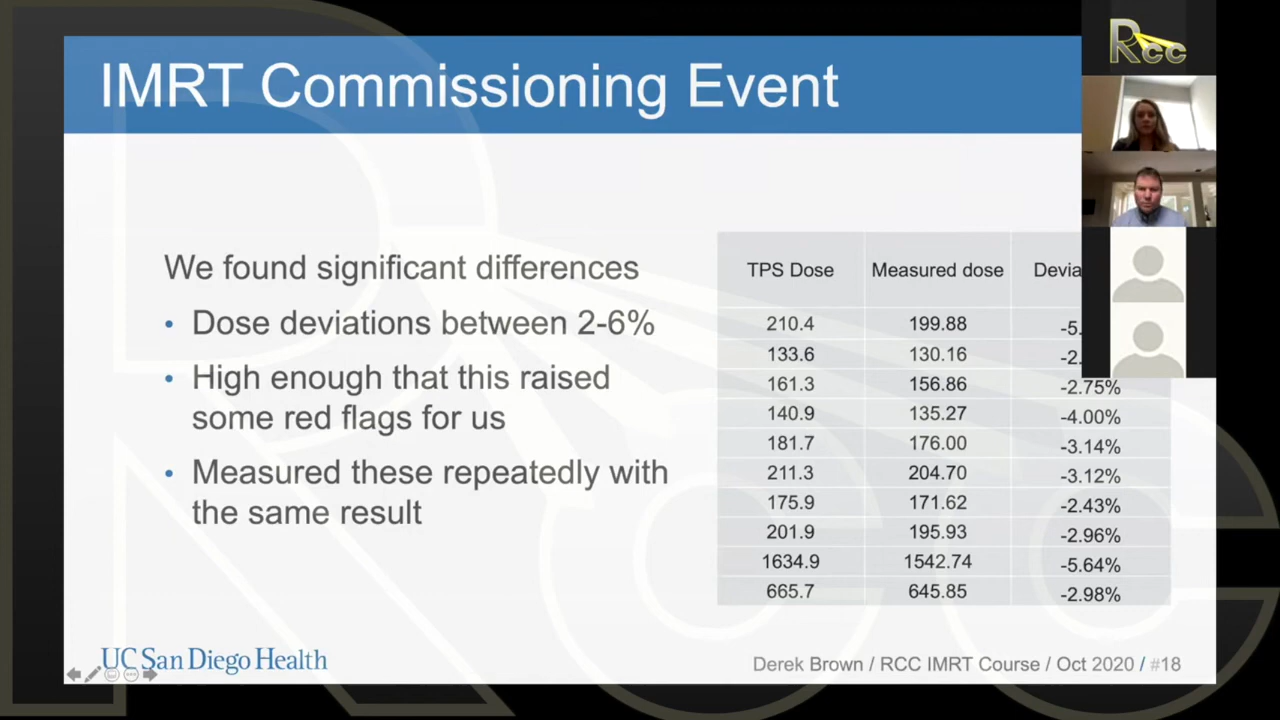 IMRT Commissioning Event
Rcc
We found significant differences
• Dose deviations between 2-6%
• High enough that this raised
some red flags for us
• Measured these repeatedly with
the same result
TPS Dose Measured dose
210.4 199.88 -5.
133.6 130.16 -2.
161.3 156.86 -2.75%
140.9 135.27 -4.00%
181.7 176.00 -3.14%
211.3 204.70 -3.12%
175.9 171.62 -2.43%
201.9 195.93 -2.96%
1634.9 1542.74 -5.64%
665.7 645.85 -2.98%
UC San Diego Health
Derek Brown / RCC IMRT Course / Oct 2020 / #18